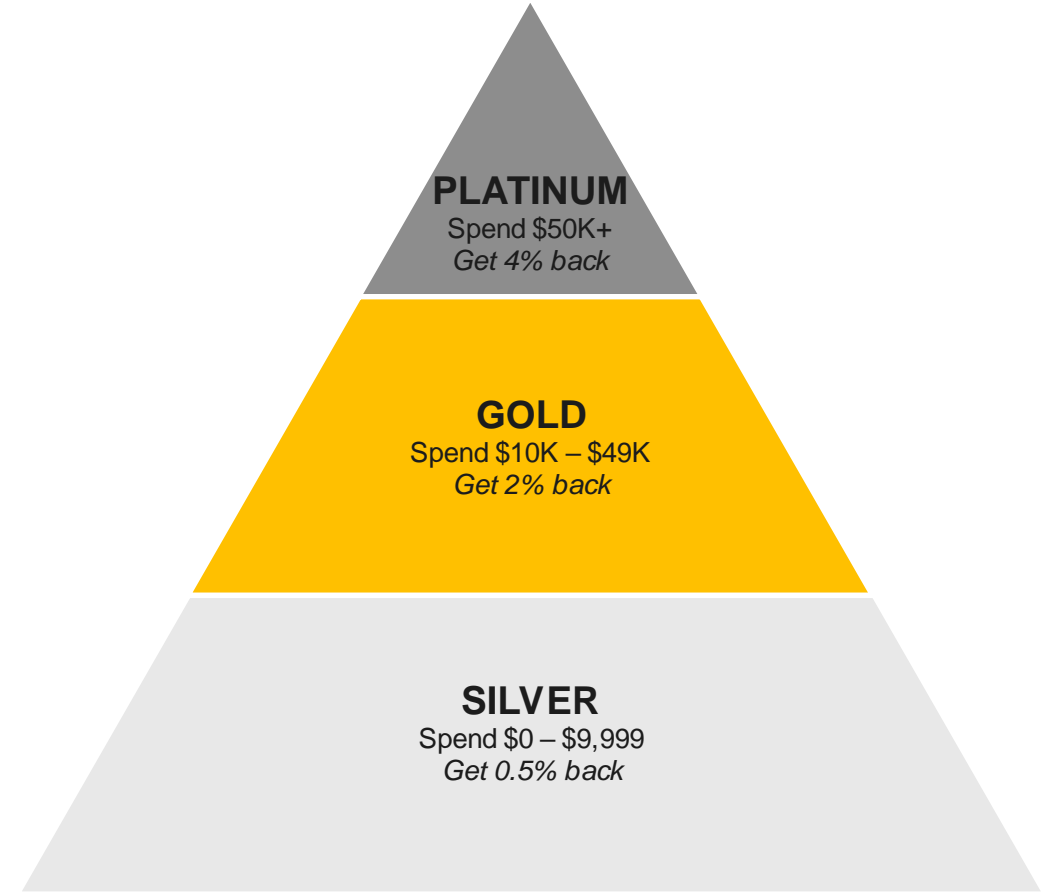 PLATINUM
Spend $50K+
Get 4% back
GOLD
Spend $10K – $49K
Get 2% back
SILVER
Spend $0 – $9,999
Get 0.5% back